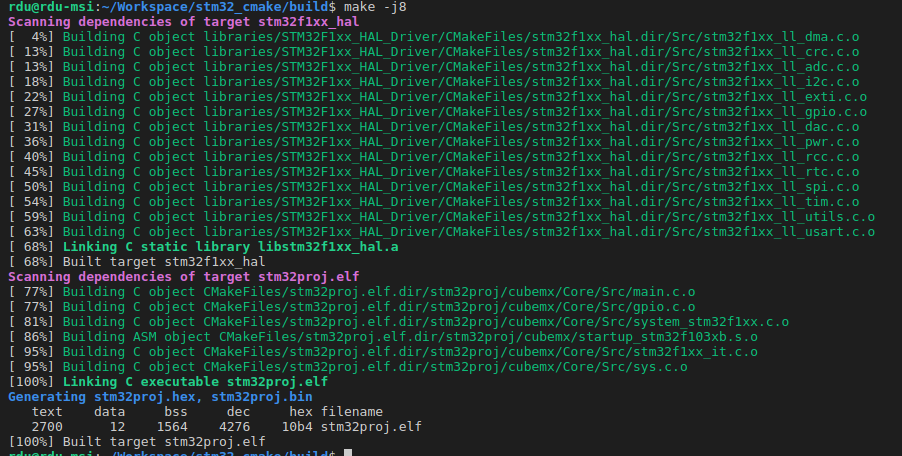 rdu@rdu-msi:~/Workspace/stm32_cmake/build$ make -j8
Scanning dependencies of target stm32f1xx_hal
[  4%] Building C object libraries/STM32F1xx_HAL_Driver/CMakeFiles/stm32f1xx_hal.dir/Src/stm32f1xx_ll_dma.c.o
[ 13%] Building C object libraries/STM32F1xx_HAL_Driver/CMakeFiles/stm32f1xx_hal.dir/Src/stm32f1xx_ll_crc.c.o
[ 13%] Building C object libraries/STM32F1xx_HAL_Driver/CMakeFiles/stm32f1xx_hal.dir/Src/stm32f1xx_ll_adc.c.o
[ 18%] Building C object libraries/STM32F1xx_HAL_Driver/CMakeFiles/stm32f1xx_hal.dir/Src/stm32f1xx_ll_i2c.c.o
[ 22%] Building C object libraries/STM32F1xx_HAL_Driver/CMakeFiles/stm32f1xx_hal.dir/Src/stm32f1xx_ll_exti.c.o
[ 27%] Building C object libraries/STM32F1xx_HAL_Driver/CMakeFiles/stm32f1xx_hal.dir/Src/stm32f1xx_ll_gpio.c.o
[ 31%] Building C object libraries/STM32F1xx_HAL_Driver/CMakeFiles/stm32f1xx_hal.dir/Src/stm32f1xx_ll_dac.c.o
[ 36%] Building C object libraries/STM32F1xx_HAL_Driver/CMakeFiles/stm32f1xx_hal.dir/Src/stm32f1xx_ll_pwr.c.o
[ 40%] Building C object libraries/STM32F1xx_HAL_Driver/CMakeFiles/stm32f1xx_hal.dir/Src/stm32f1xx_ll_rcc.c.o
[ 45%] Building C object libraries/STM32F1xx_HAL_Driver/CMakeFiles/stm32f1xx_hal.dir/Src/stm32f1xx_ll_rtc.c.o
[ 50%] Building C object libraries/STM32F1xx_HAL_Driver/CMakeFiles/stm32f1xx_hal.dir/Src/stm32f1xx_ll_spi.c.o
[ 54%] Building C object libraries/STM32F1xx_HAL_Driver/CMakeFiles/stm32f1xx_hal.dir/Src/stm32f1xx_ll_tim.c.o
[ 59%] Building C object libraries/STM32F1xx_HAL_Driver/CMakeFiles/stm32f1xx_hal.dir/Src/stm32f1xx_ll_utils.c.o
[ 63%] Building C object libraries/STM32F1xx_HAL_Driver/CMakeFiles/stm32f1xx_hal.dir/Src/stm32f1xx_ll_usart.c.o
[ 68%] Linking C static library libstm32f1xx_hal.a
[ 68%] Built target stm32f1xx_hal
Scanning dependencies of target stm32proj.elf
[ 77%] Building C object CMakeFiles/stm32proj.elf.dir/stm32proj/cubemx/Core/Src/main.c.o
[ 77%] Building C object CMakeFiles/stm32proj.elf.dir/stm32proj/cubemx/Core/Src/gpio.c.o
[ 81%] Building C object CMakeFiles/stm32proj.elf.dir/stm32proj/cubemx/Core/Src/system_stm32f1xx.c.o
[ 86%] Building ASM object CMakeFiles/stm32proj.elf.dir/stm32proj/cubemx/startup_stm32f103xb.s.o
[ 95%] Building C object CMakeFiles/stm32proj.elf.dir/stm32proj/cubemx/Core/Src/stm32f1xx_it.c.o
[ 95%] Building C object CMakeFiles/stm32proj.elf.dir/stm32proj/cubemx/Core/Src/sys.c.o
[100%] Linking C executable stm32proj.elf
Generating stm32proj.hex, stm32proj.bin
   text    data     bss     dec     hex filename
   2700      12    1564    4276    10b4 stm32proj.elf
[100%] Built target stm32proj.elf
rdu@rdu-msi:~/Workspace/stm32_cmake/build$